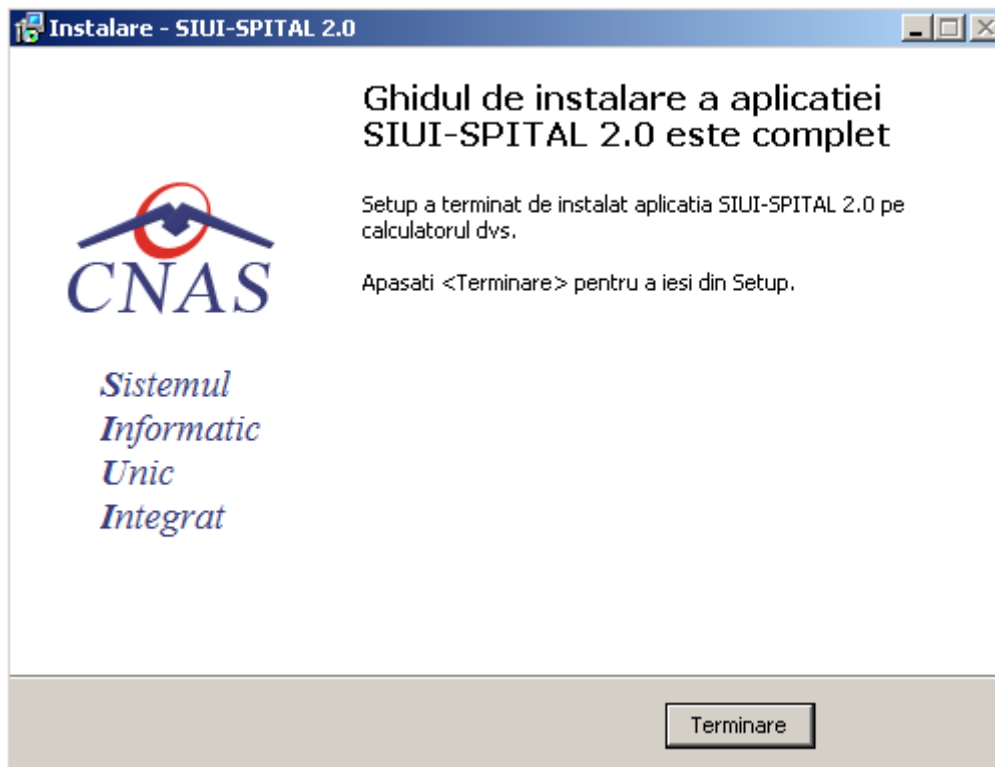 Instalare - SIUI-SPITAL 2.0
Ghidul de instalare a aplicatiei
SIUI-SPITAL 2.0 este complet
Setup a terminat de instalat aplicatia SIUI-SPITAL 2.0 pe
calculatorul dvs.
Apasati <Terminare> pentru a iesi din Setup.
CNAS
Sistemul
Informatic
Unic
Integrat
Terminare